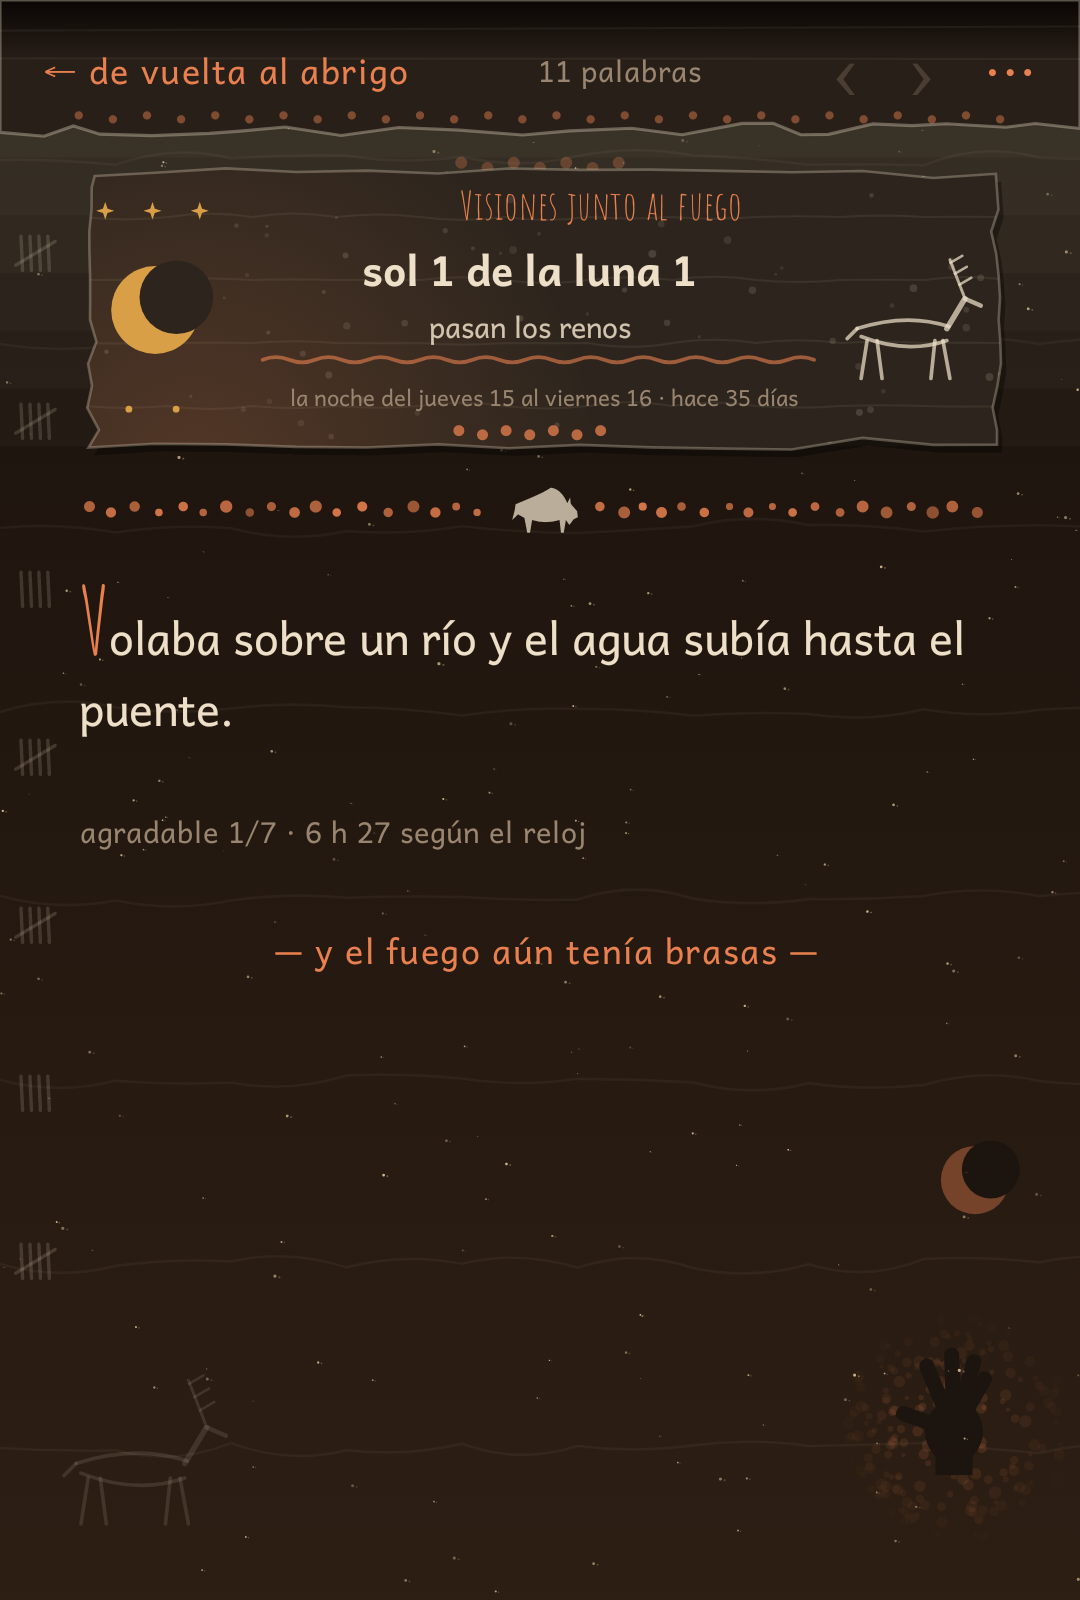 ← de vuelta al abrigo
11 palabras
Visiones junto al fuego
sol 1 de la luna 1
pasan los renos
la noche del jueves 15 al viernes 16 · hace 35 días
Volaba sobre un río y el agua subía hasta el
puente.
agradable 1/7 · 6 h 27 según el reloj
— y el fuego aún tenía brasas —